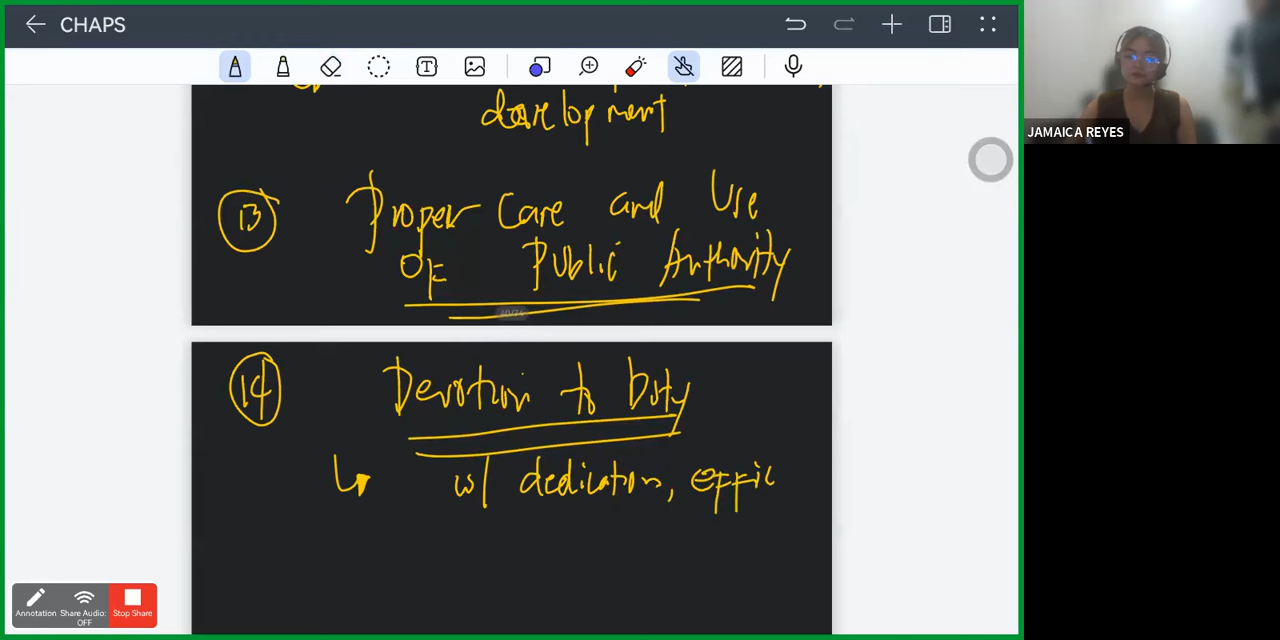 CHAPS
JAMAICA REYES
development
13 Proper Care and Use
OF Public Authority
14 Devotion to Duty
w/ dedication, effic
Annotation Share Audio: OFF Stop Share